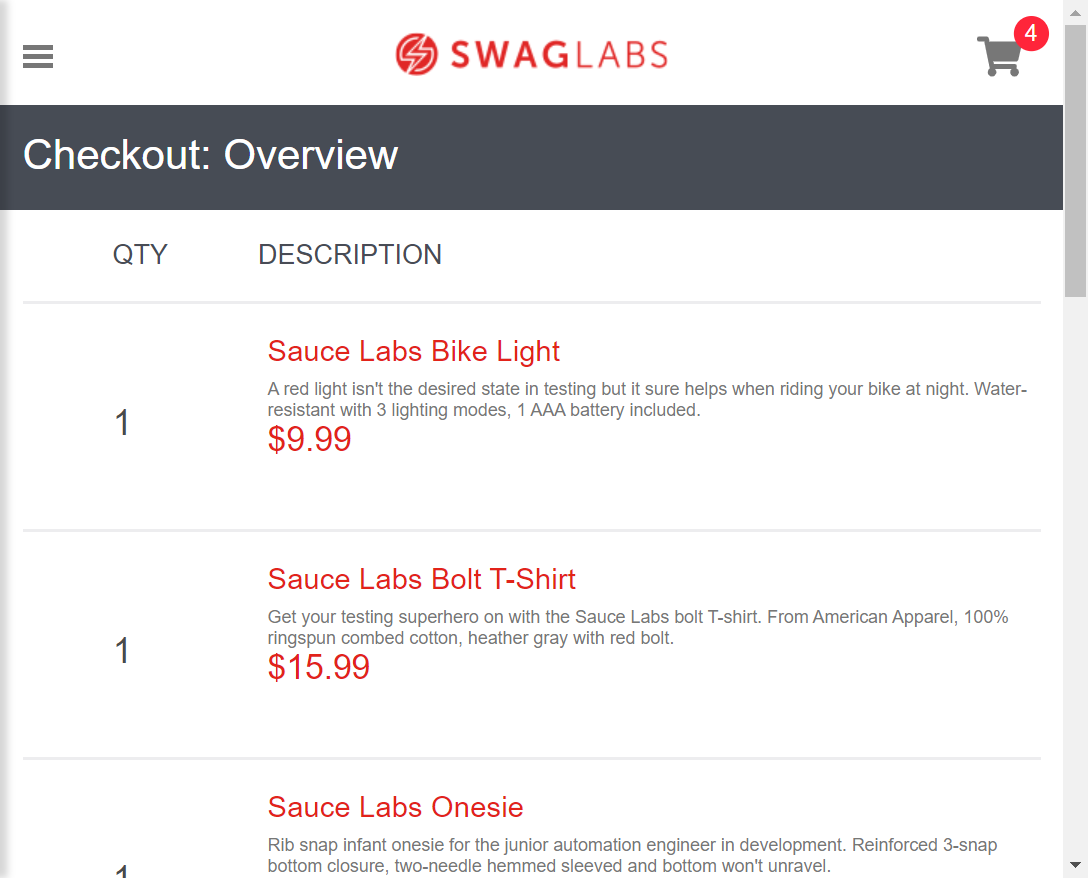 SWAGLABS
4
Checkout: Overview
QTY DESCRIPTION
Sauce Labs Bike Light
A red light isn't the desired state in testing but it sure helps when riding your bike at night. Water-
resistant with 3 lighting modes, 1 AAA battery included.
1
$9.99
Sauce Labs Bolt T-Shirt
Get your testing superhero on with the Sauce Labs bolt T-shirt. From American Apparel, 100%
ringspun combed cotton, heather gray with red bolt.
1
$15.99
Sauce Labs Onesie
Rib snap infant onesie for the junior automation engineer in development. Reinforced 3-snap
bottom closure, two-needle hemmed sleeved and bottom won't unravel.
1